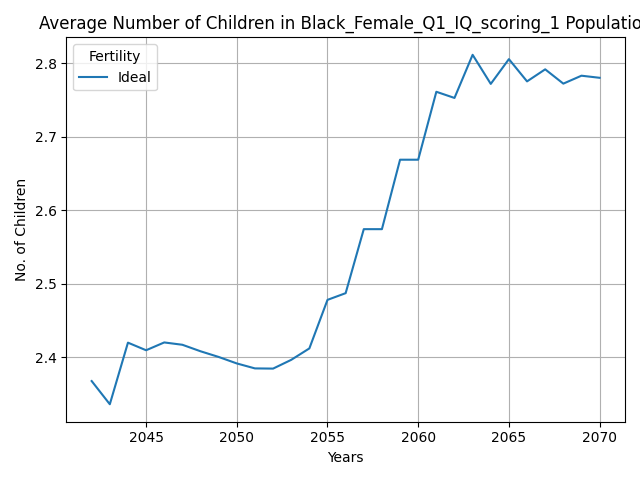 Average Number of Children in Black_Female_Q1_IQ_scoring_1 Populatio
Fertility
Ideal
No. of Children
2.8
2.7
2.6
2.5
2.4
2045 2050 2055 2060 2065 2070
Years